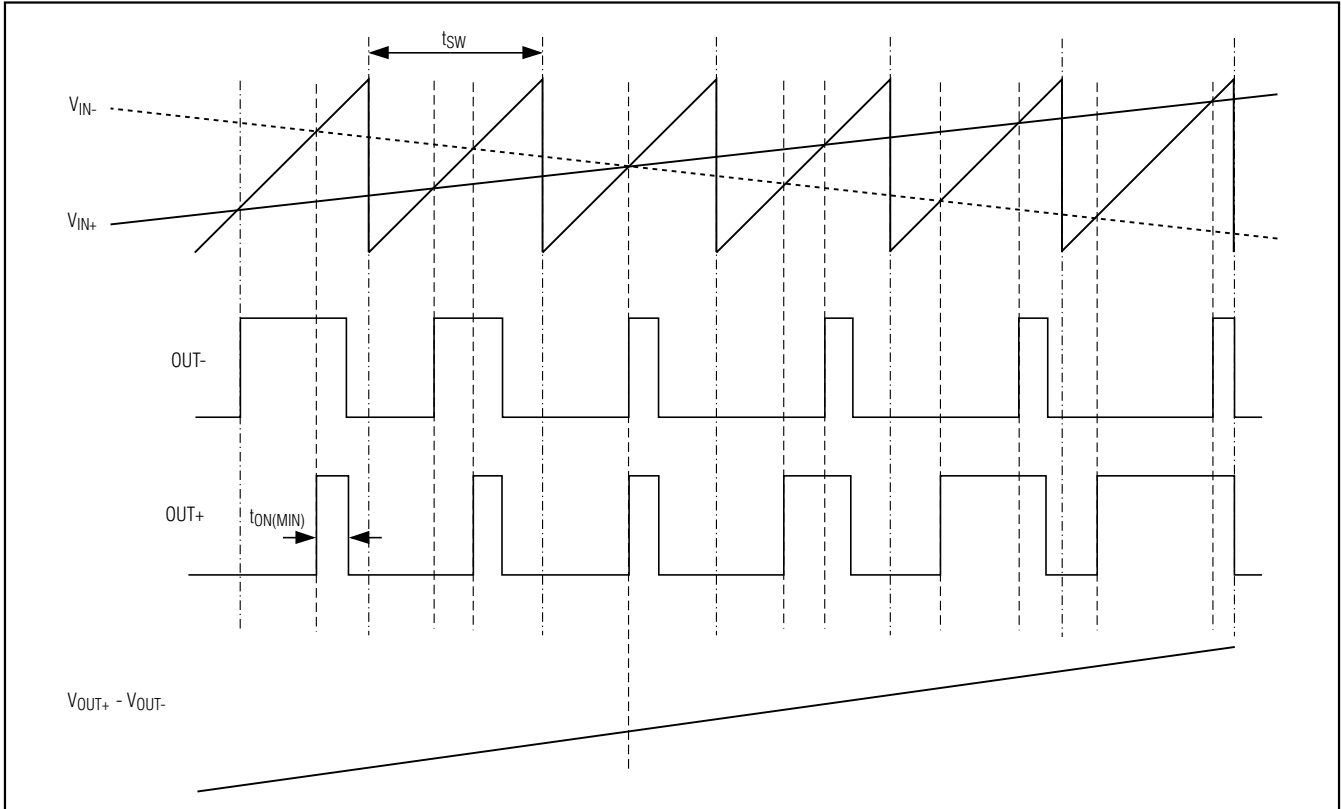 tSW
VIN-
VIN+
OUT-
OUT+
tON(MIN)
VOUT+ - VOUT-